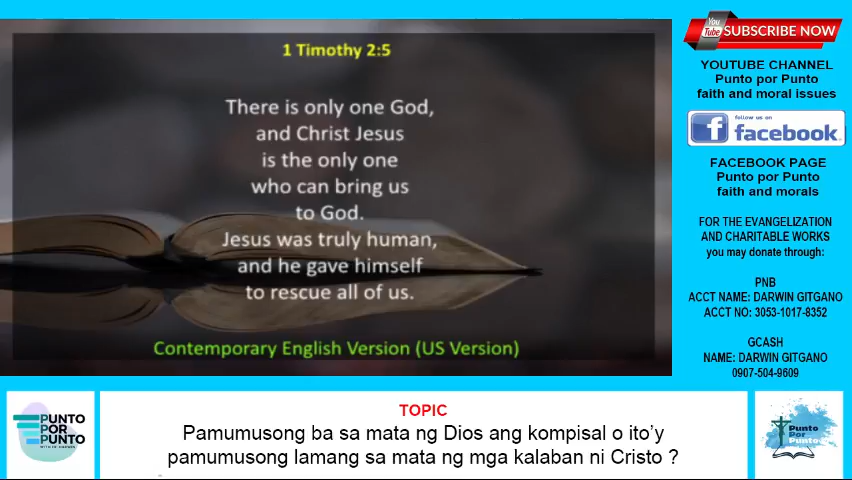 1 Timothy 2:5
There is only one God,
and Christ Jesus
is the only one
who can bring us
to God.
Jesus was truly human,
and he gave himself
to rescue all of us.
Contemporary English Version (US Version)
You
Tube
SUBSCRIBE NOW
YOUTUBE CHANNEL
Punto por Punto
faith and moral issues
follow us on
facebook
FACEBOOK PAGE
Punto por Punto
faith and morals
FOR THE EVANGELIZATION
AND CHARITABLE WORKS
you may donate through:
PNB
ACCT NAME: DARWIN GITGANO
ACCT NO: 3053-1017-8352
GCASH
NAME: DARWIN GITGANO
0907-504-9609
PUNTO
POR
PUNTO
TOPIC
Pamumusong ba sa mata ng Dios ang kompisal o ito'y
pamumusong lamang sa mata ng mga kalaban ni Cristo ?
Punto
Por
Punto